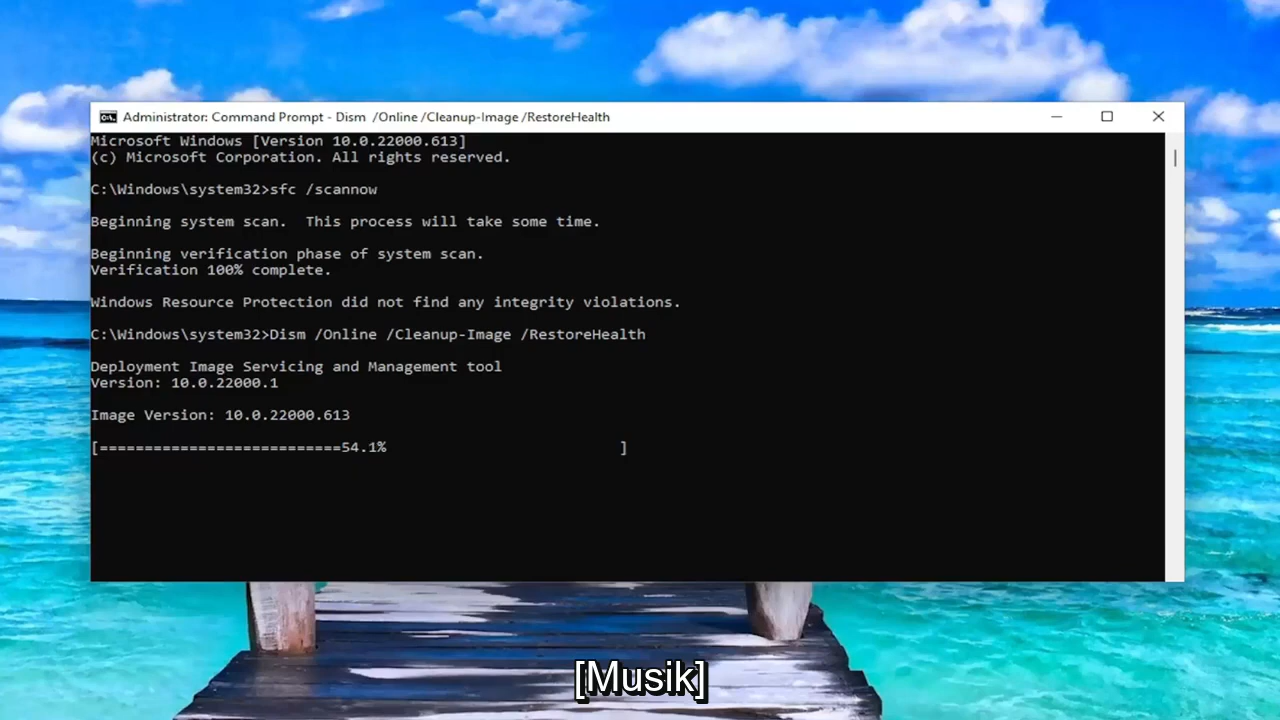 Administrator: Command Prompt - Dism  /Online /Cleanup-Image /RestoreHealth
Microsoft Windows [Version 10.0.22000.613]
(c) Microsoft Corporation. All rights reserved.
C:\Windows\system32>sfc /scannow
Beginning system scan.  This process will take some time.
Beginning verification phase of system scan.
Verification 100% complete.
Windows Resource Protection did not find any integrity violations.
C:\Windows\system32>Dism /Online /Cleanup-Image /RestoreHealth
Deployment Image Servicing and Management tool
Version: 10.0.22000.1
Image Version: 10.0.22000.613
[===========================54.1%                          ]
[Musik]